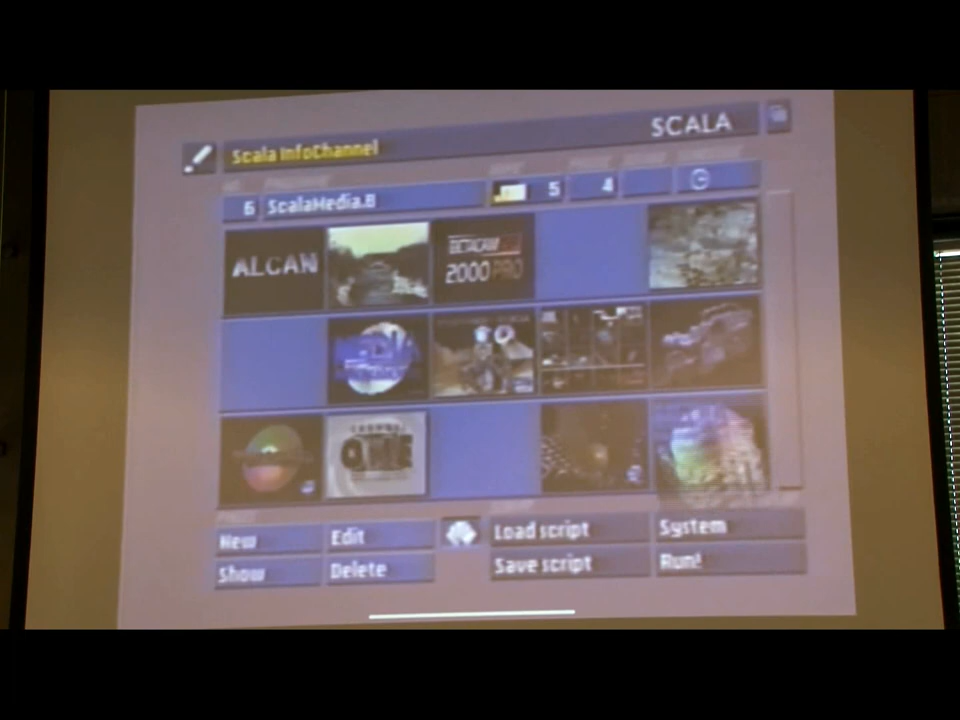 SCALA
Scala InfoChannel
6 ScalaMedia.B 5 4
ALCAN
BETACAM
2000 PRO
New Edit Load script System
Show Delete Save script Run!